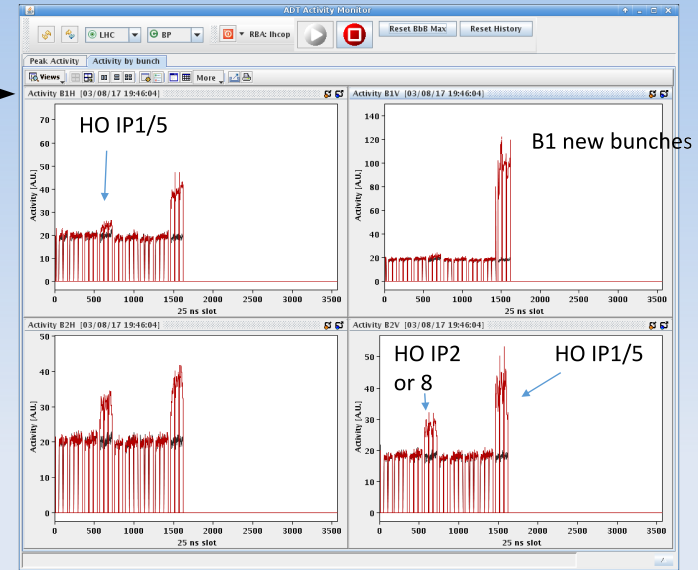 ADT Activity Monitor
LHC BP RBA: lhcop Reset BbB Max Reset History
Peak Activity Activity by bunch
Views More
Activity B1H [03/08/17 19:46:04]
HO IP1/5
70
60
50
40
30
20
10
0
Activity [A.U.]
0 500 1000 1500 2000 2500 3000 3500
25 ns slot
Activity B1V [03/08/17 19:46:04]
B1 new bunches
140
120
100
80
60
40
20
0
Activity [A.U.]
0 500 1000 1500 2000 2500 3000 3500
25 ns slot
Activity B2H [03/08/17 19:46:04]
50
40
30
20
10
0
Activity [A.U.]
0 500 1000 1500 2000 2500 3000 3500
25 ns slot
Activity B2V [03/08/17 19:46:04]
HO IP2
or 8
HO IP1/5
50
40
30
20
10
0
Activity [A.U.]
0 500 1000 1500 2000 2500 3000 3500
25 ns slot